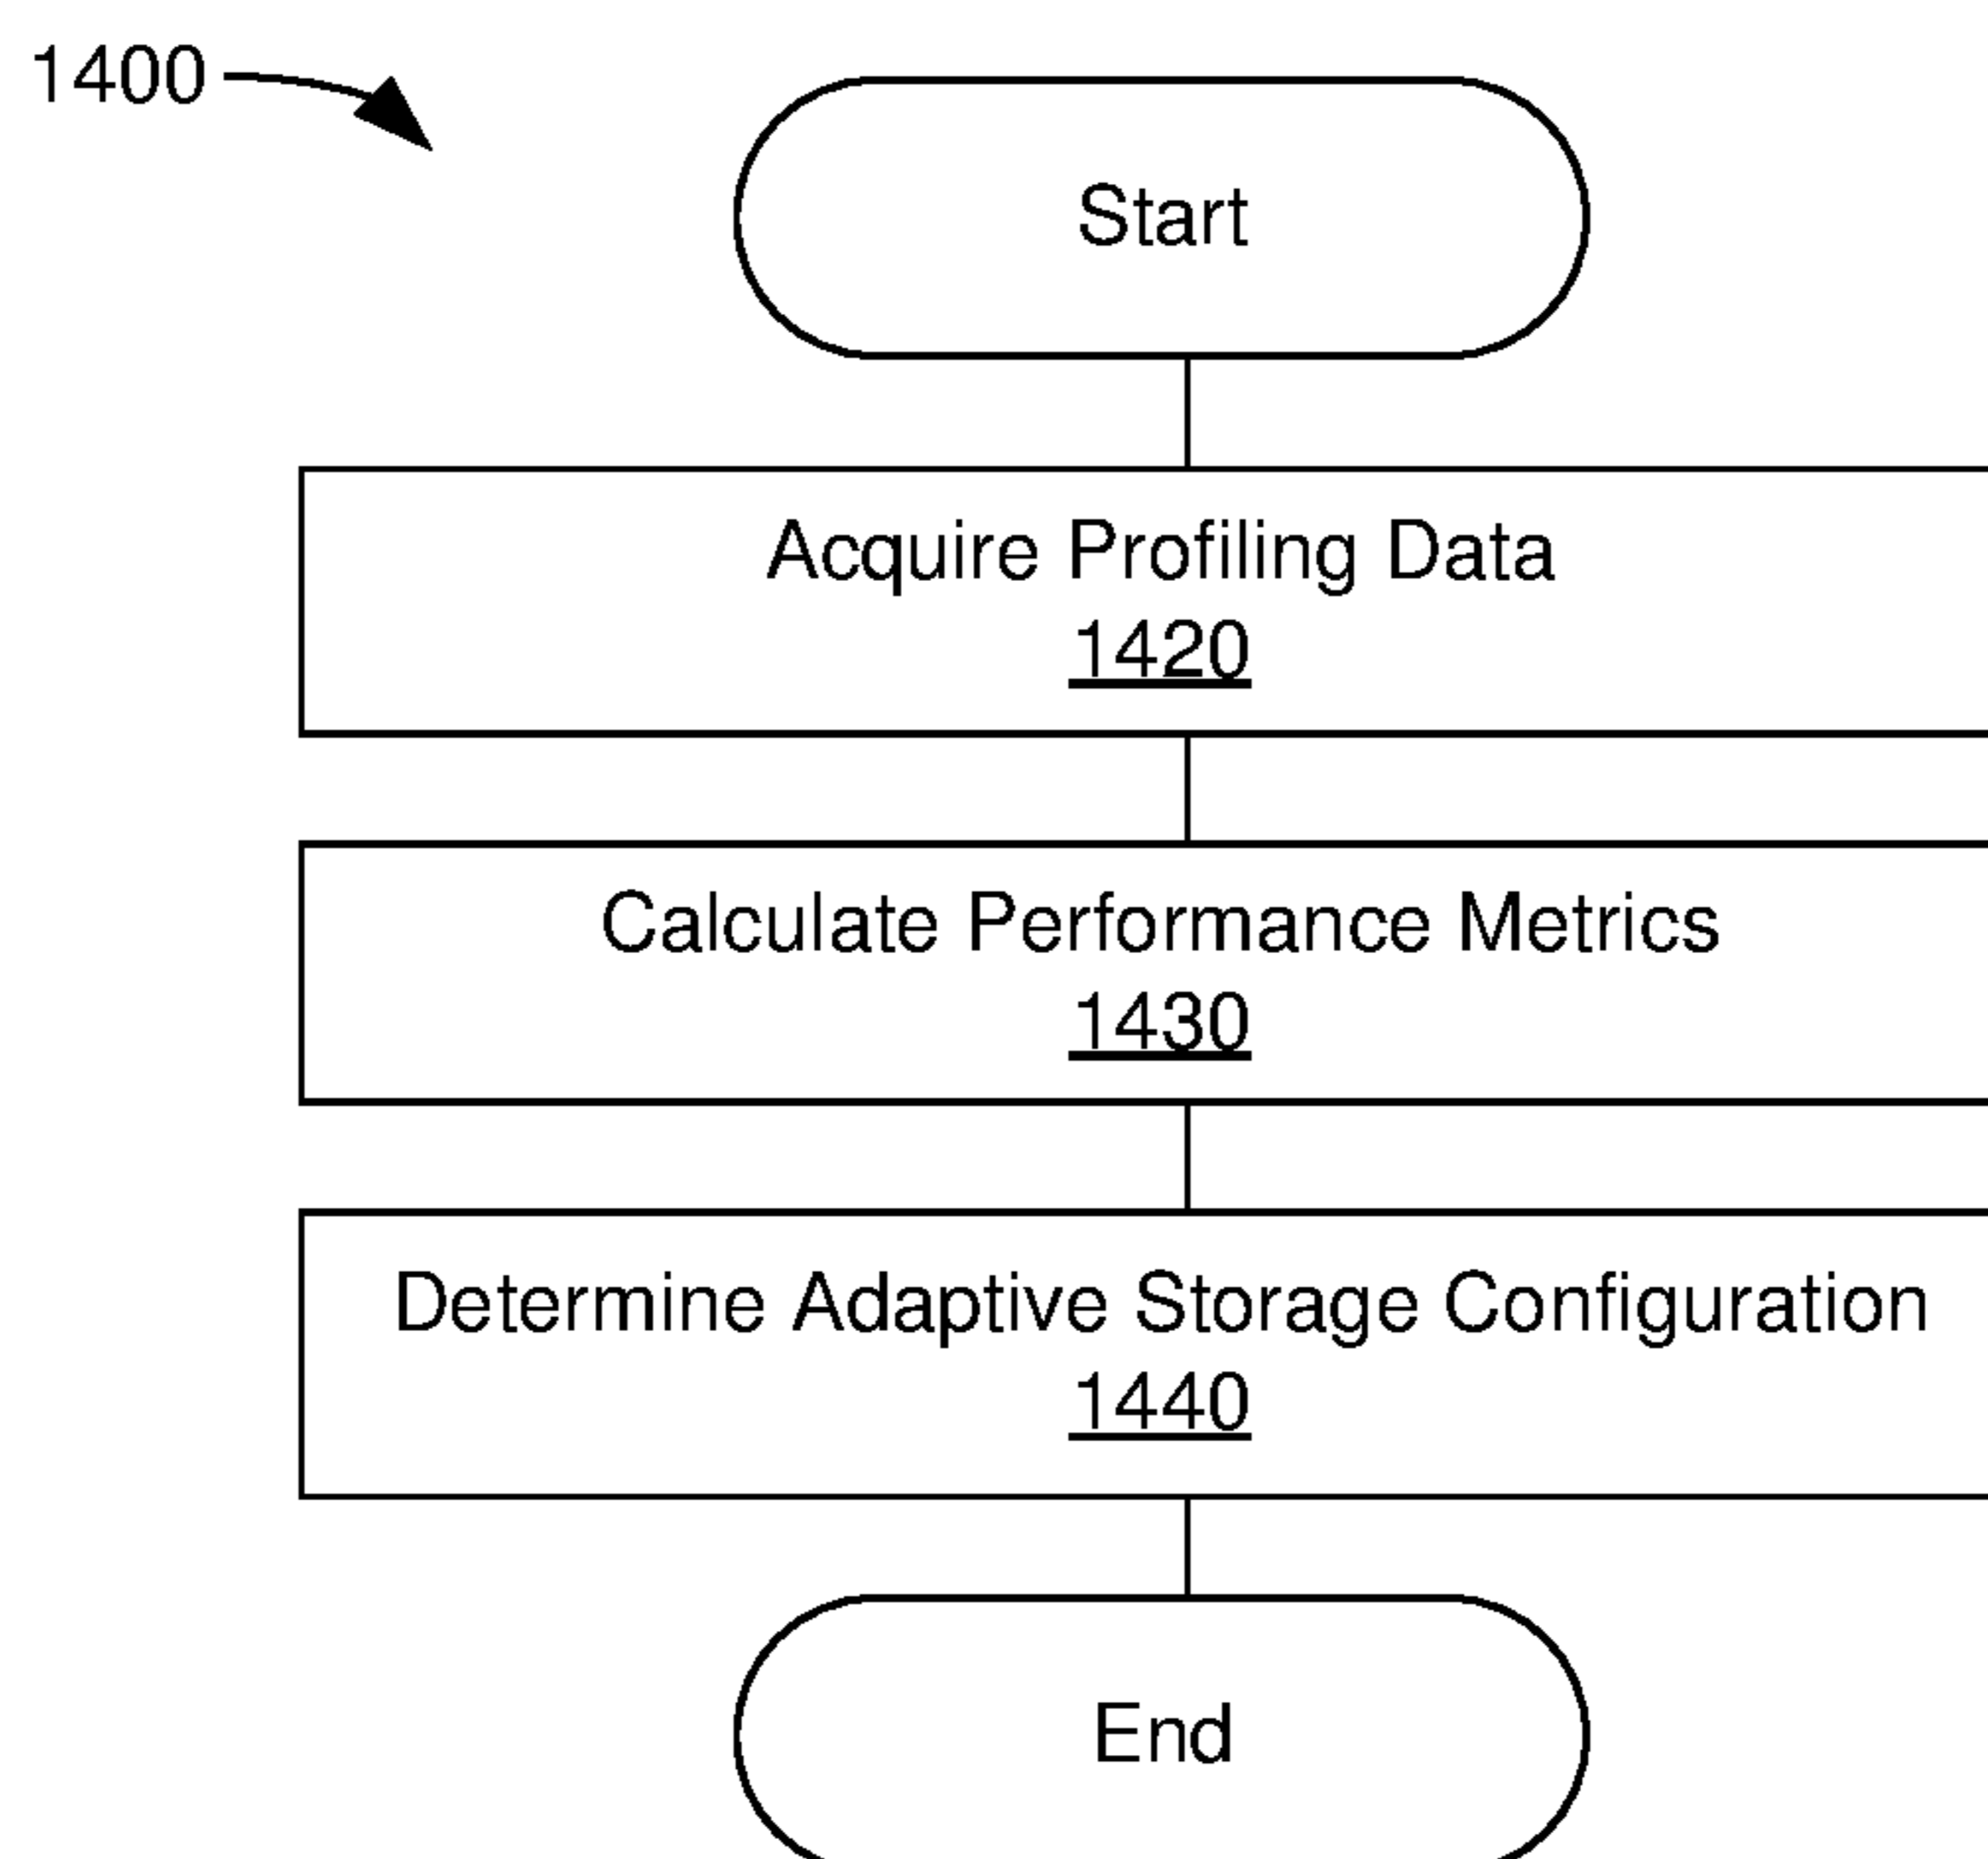 1400
Start
Acquire Profiling Data
1420
Calculate Performance Metrics
1430
Determine Adaptive Storage Configuration
1440
End